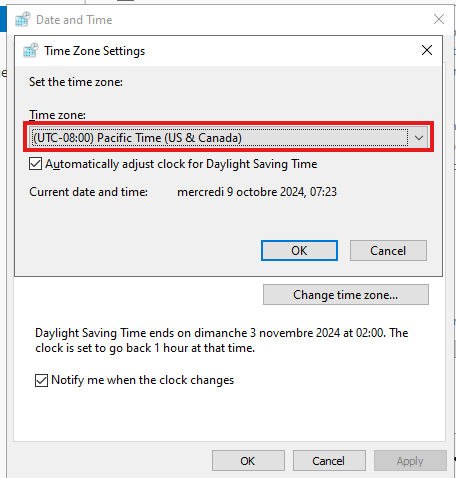 Date and Time
Time Zone Settings
Set the time zone:
Time zone:
(UTC-08:00) Pacific Time (US & Canada)
Automatically adjust clock for Daylight Saving Time
Current date and time: mercredi 9 octobre 2024, 07:23
OK Cancel
Change time zone...
Daylight Saving Time ends on dimanche 3 novembre 2024 at 02:00. The
clock is set to go back 1 hour at that time.
Notify me when the clock changes
OK Cancel Apply